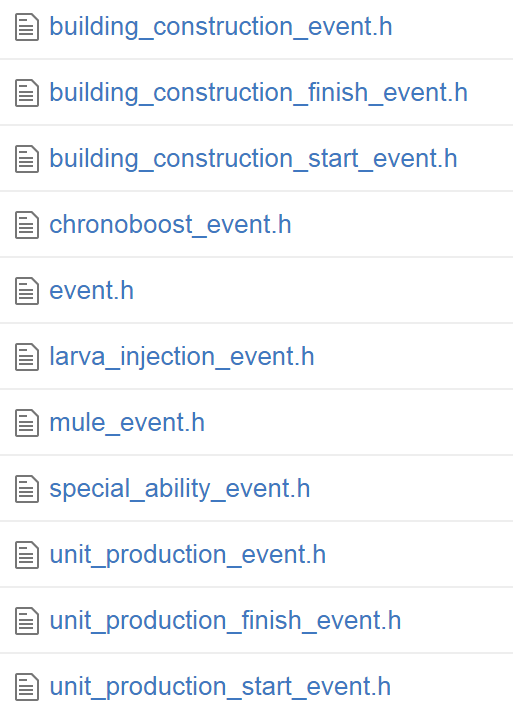 building_construction_event.h
building_construction_finish_event.h
building_construction_start_event.h
chronoboost_event.h
event.h
larva_injection_event.h
mule_event.h
special_ability_event.h
unit_production_event.h
unit_production_finish_event.h
unit_production_start_event.h